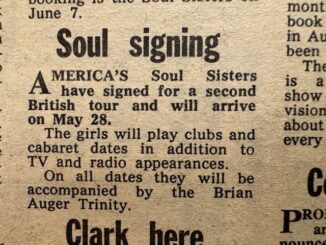 booking is the Soul Sisters on
June 7.
Soul signing
AMERICA'S Soul Sisters
have signed for a second
British tour and will arrive
on May 28.
The girls will play clubs and
cabaret dates in addition to
TV and radio appearances.
On all dates they will be
accompanied by the Brian
Auger Trinity.
Clark here
mont
book
in Au
been
The
is a
show
vision
about
every
Co
PRO
an
nounc